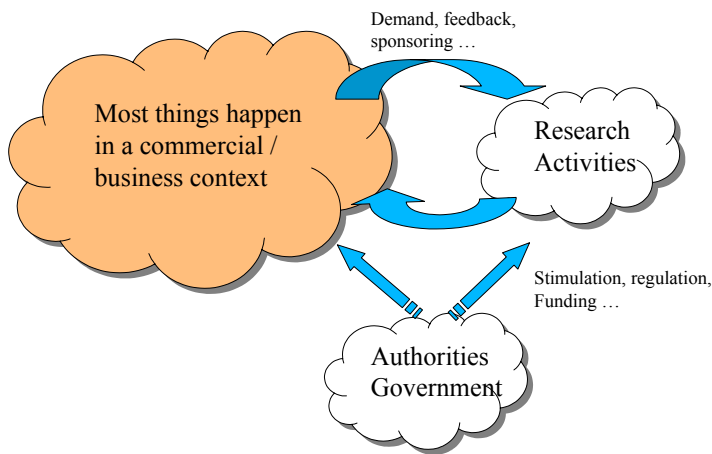 Demand, feedback,
sponsoring …
Most things happen
in a commercial /
business context
Research
Activities
Stimulation, regulation,
Funding …
Authorities
Government